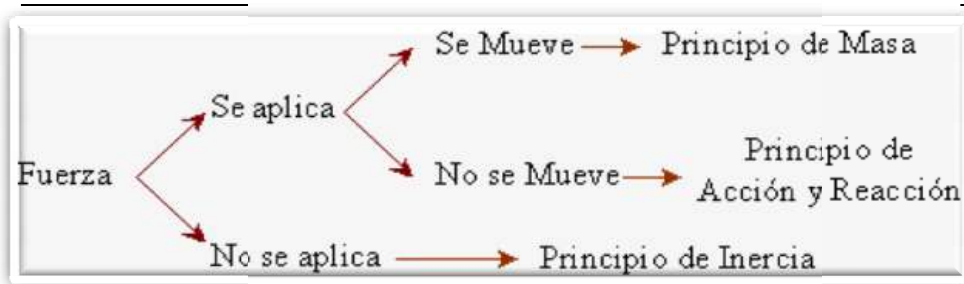 Se Mueve Principio de Masa
Se aplica
Fuerza
No se Mueve Principio de
Acción y Reacción
No se aplica Principio de Inercia